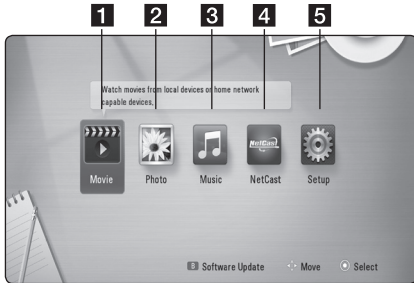 1 2 3 4 5
Watch movies from local devices or home network
capable devices.
NetCast
Movie Photo Music NetCast Setup
Software Update Move Select